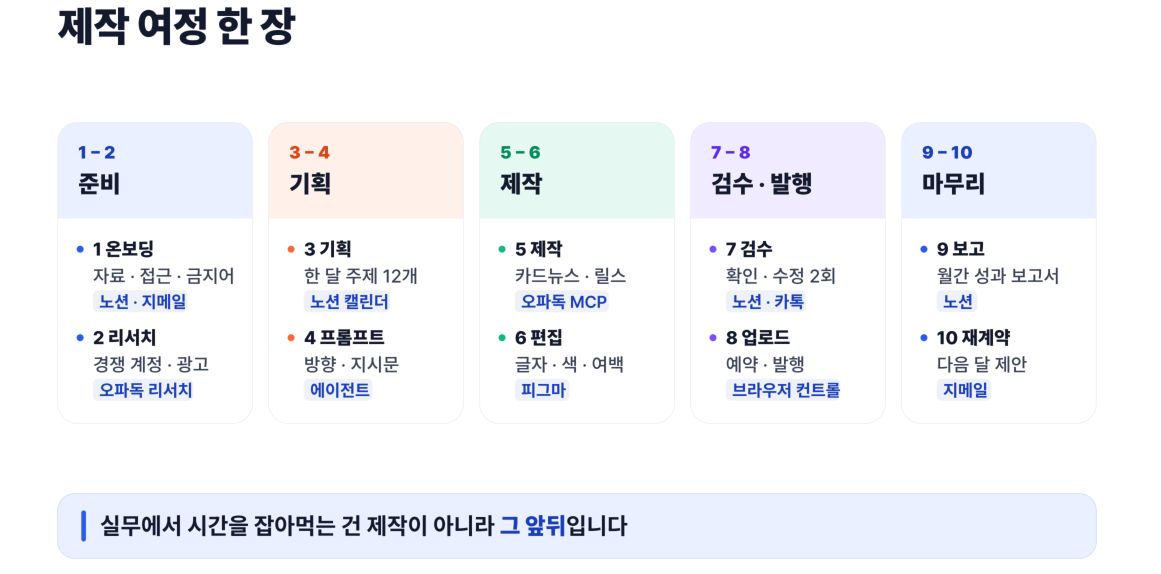 제작 여정 한 장
1 – 2
준비
1 온보딩
자료 · 접근 · 금지어
노션 · 지메일
2 리서치
경쟁 계정 · 광고
오파독 리서치
3 – 4
기획
3 기획
한 달 주제 12개
노션 캘린더
4 프롬프트
방향 · 지시문
에이전트
5 – 6
제작
5 제작
카드뉴스 · 릴스
오파독 MCP
6 편집
글자 · 색 · 여백
피그마
7 – 8
검수 · 발행
7 검수
확인 · 수정 2회
노션 · 카톡
8 업로드
예약 · 발행
브라우저 컨트롤
9 – 10
마무리
9 보고
월간 성과 보고서
노션
10 재계약
다음 달 제안
지메일
실무에서 시간을 잡아먹는 건 제작이 아니라 그 앞뒤입니다